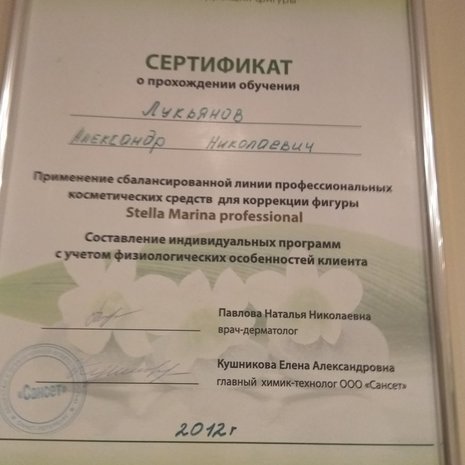 фигуры
СЕРТИФИКАТ
о прохождении обучения
Лукьянов
Александр Николаевич
Применение сбалансированной линии профессиональных
косметических средств для коррекции фигуры
Stella Marina professional
Составление индивидуальных программ
с учетом физиологических особенностей клиента
Павлова Наталья Николаевна
врач-дерматолог
Кушникова Елена Александровна
главный химик-технолог ООО «Сансет»
«Сансет»
2012г